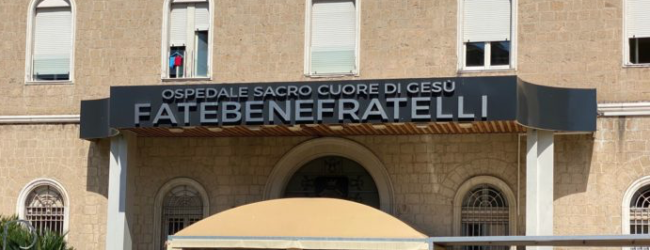 OSPEDALE SACRO CUORE DI GESÙ
FATEBENEFRATELLI